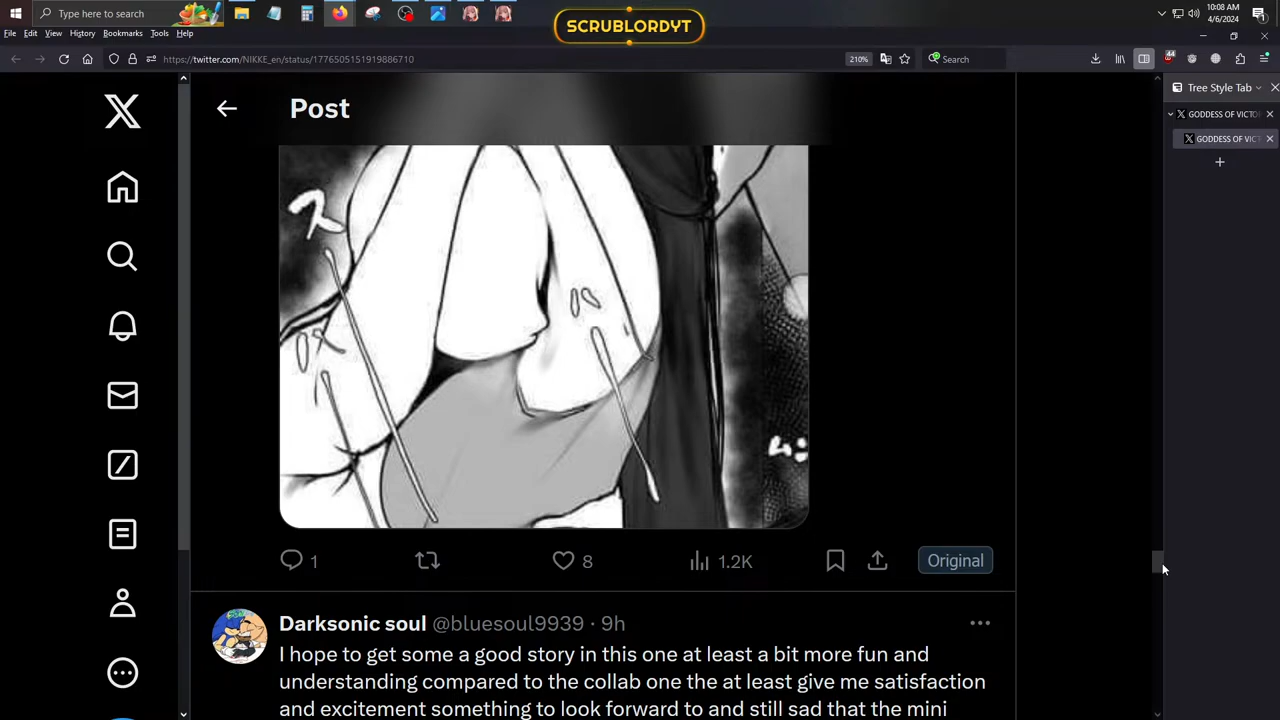 Type here to search
SCRUBLORDYT
10:08 AM
4/6/2024
File Edit View History Bookmarks Tools Help
https://twitter.com/NIKKE_en/status/1776505151919886710
210%
Search
44
Tree Style Tab
GODDESS OF VICTO
GODDESS OF VICT
Post
1
8
1.2K
Original
Darksonic soul @bluesoul9939 · 9h
I hope to get some a good story in this one at least a bit more fun and
understanding compared to the collab one the at least give me satisfaction
and excitement something to look forward to and still sad that the mini